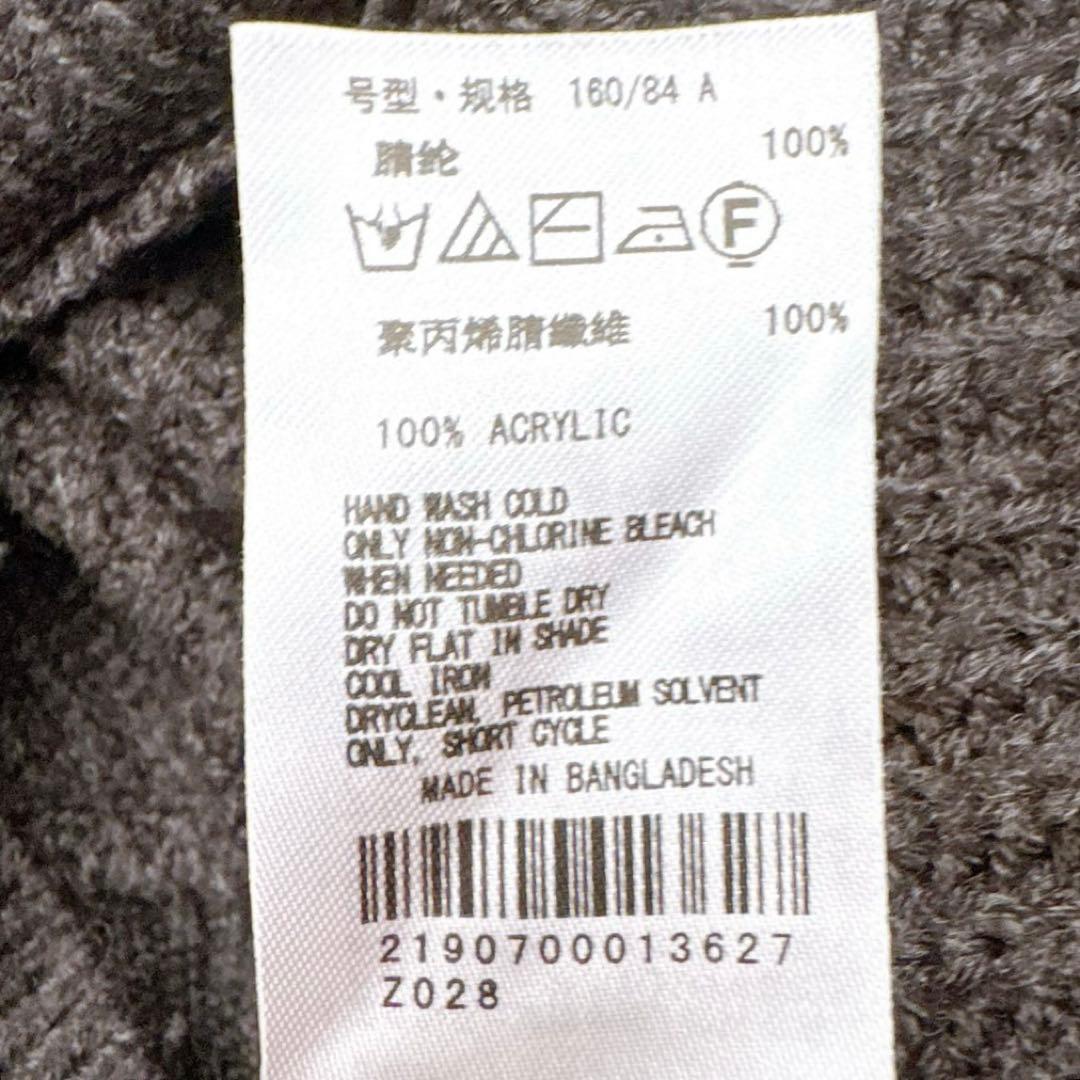 号型·规格 160/84 A
腈纶 100%
F
聚丙烯腈纖維 100%
100% ACRYLIC
HAND WASH COLD
ONLY NON-CHLORINE BLEACH
WHEN NEEDED
DO NOT TUMBLE DRY
DRY FLAT IN SHADE
COOL IRON
DRYCLEAN, PETROLEUM SOLVENT
ONLY, SHORT CYCLE
MADE IN BANGLADESH
2190700013627
Z028